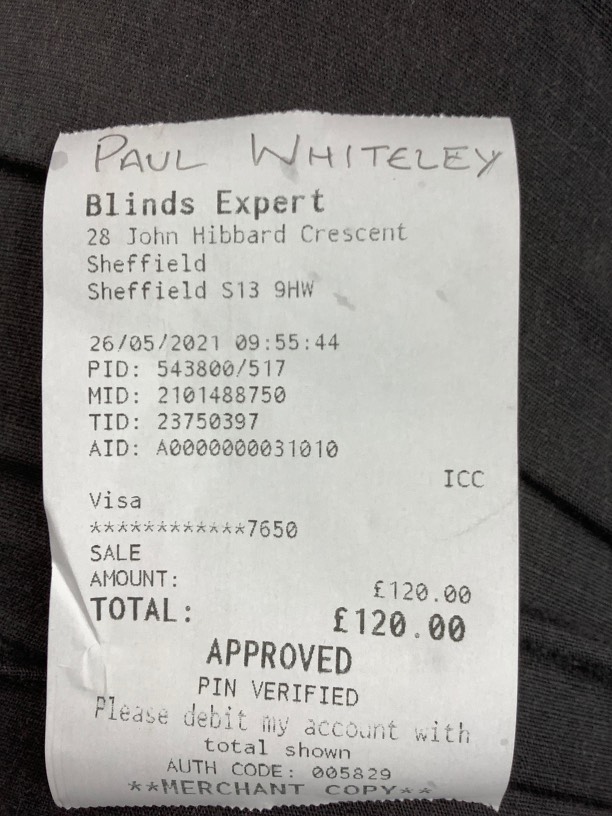 PAUL WHITELEY
Blinds Expert
28 John Hibbard Crescent
Sheffield
Sheffield S13 9HW
26/05/2021 09:55:44
PID: 543800/517
MID: 2101488750
TID: 23750397
AID: A0000000031010
ICC
Visa
************7650
SALE
AMOUNT: £120.00
TOTAL: £120.00
APPROVED
PIN VERIFIED
Please debit my account with
total shown
AUTH CODE: 005829
**MERCHANT COPY**